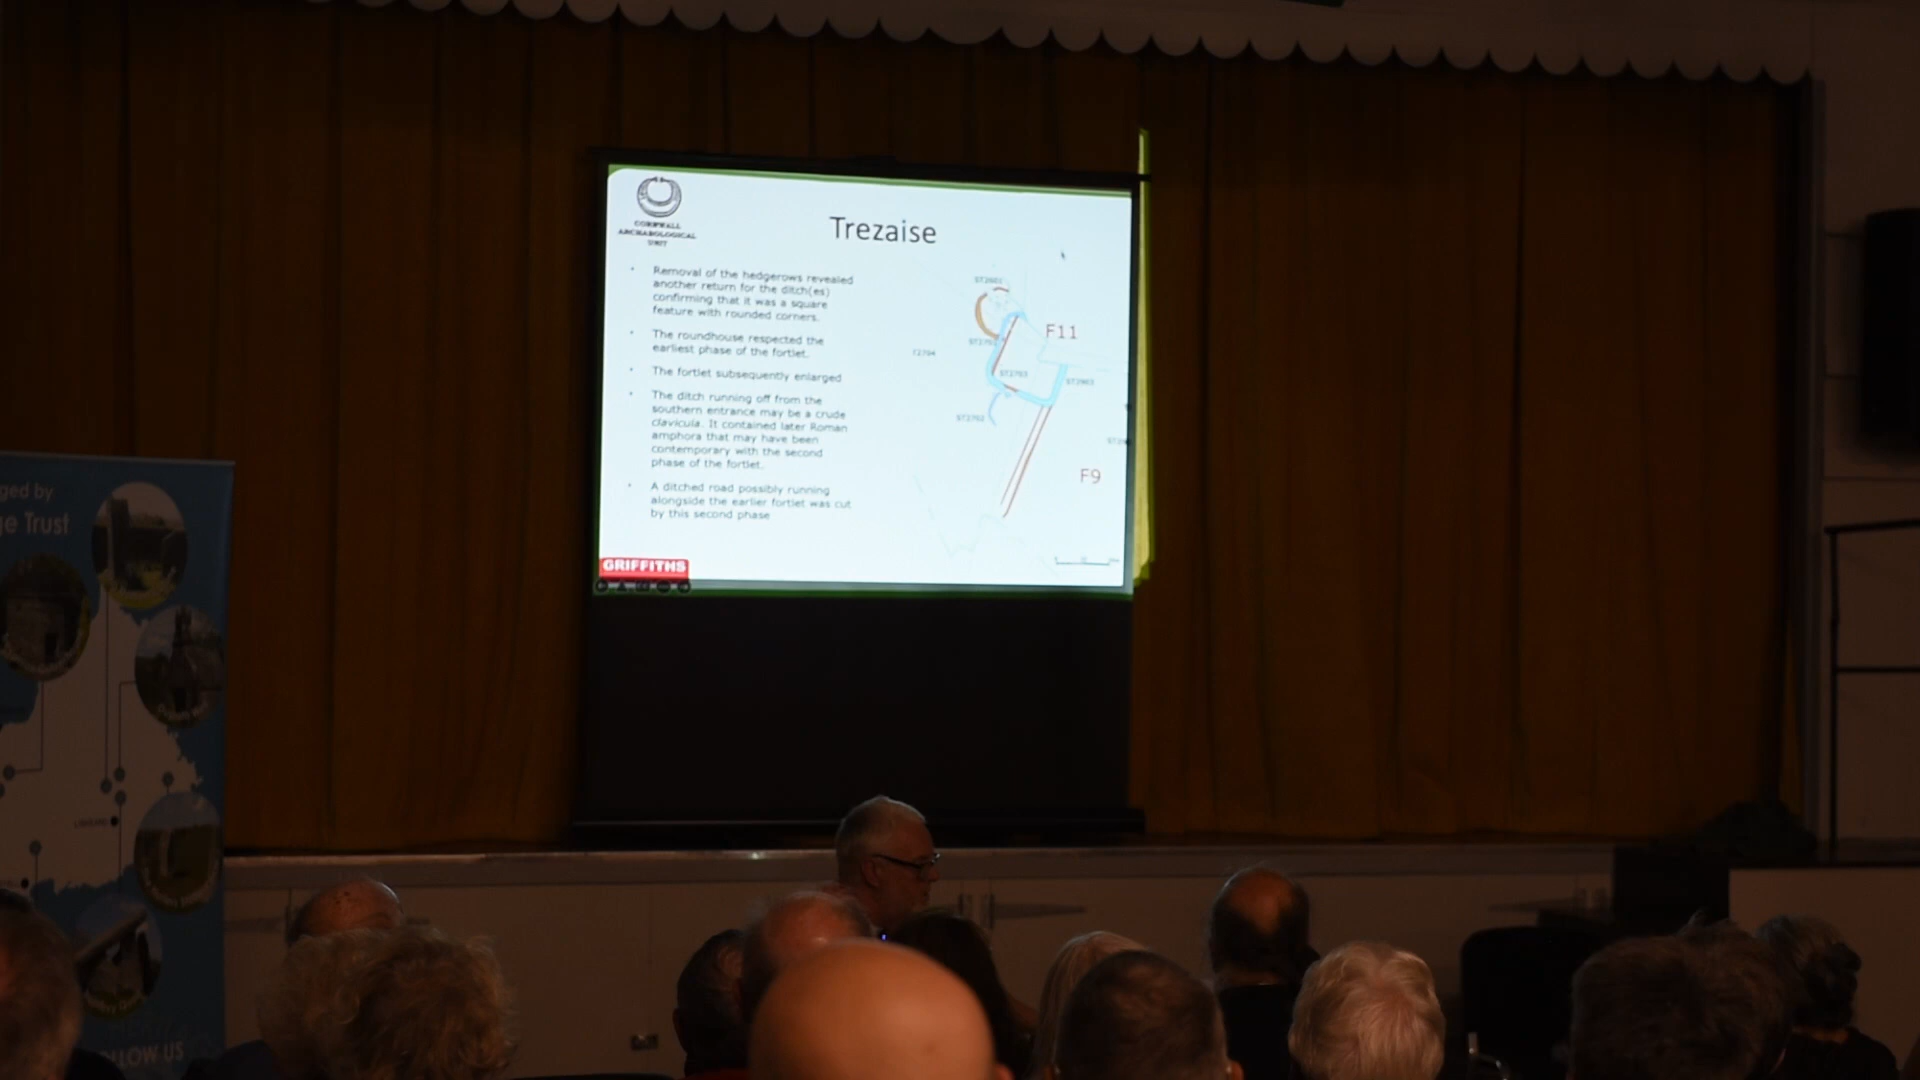 CORNWALL
ARCHAEOLOGICAL
UNIT
Trezaise
• Removal of the hedgerows revealed
another return for the ditch(es)
confirming that it was a square
feature with rounded corners.
• The roundhouse respected the
earliest phase of the fortlet.
• The fortlet subsequently enlarged
• The ditch running off from the
southern entrance may be a crude
clavicula. It contained later Roman
amphora that may have been
contemporary with the second
phase of the fortlet.
• A ditched road possibly running
alongside the earlier fortlet was cut
by this second phase
F11
ST2703
F9
GRIFFITHS
ged by
ge Trust
LLOW US